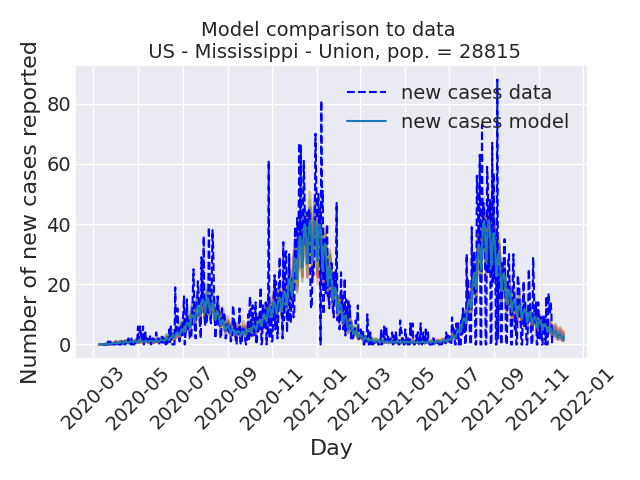 Model comparison to data
US - Mississippi - Union, pop. = 28815
new cases data
new cases model
Number of new cases reported
80
60
40
20
0
2020-03
2020-05
2020-07
2020-09
2020-11
2021-01
2021-03
2021-05
2021-07
2021-09
2021-11
2022-01
Day